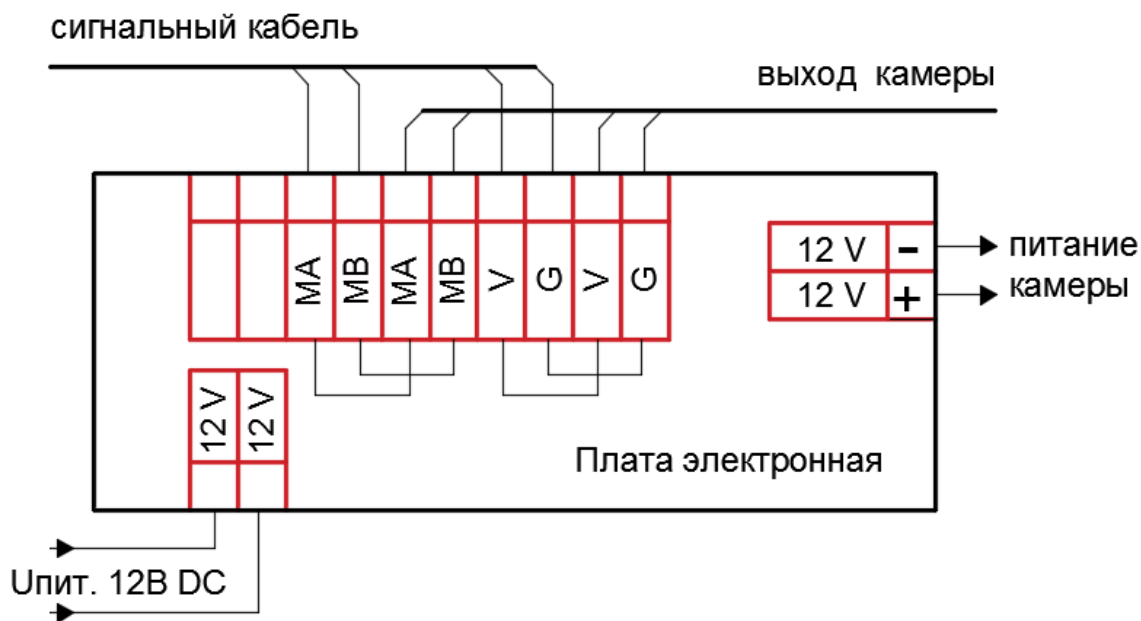 сигнальный кабель
выход камеры
MA MB MA MB V G V G
12 V -
12 V +
питание
камеры
12 V 12 V
Плата электронная
Uпит. 12В DC